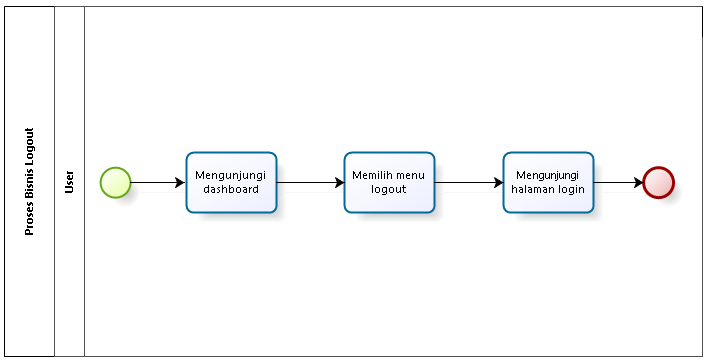 Proses Bisnis Logout
User
Mengunjungi
dashboard
Memilih menu
logout
Mengunjungi
halaman login